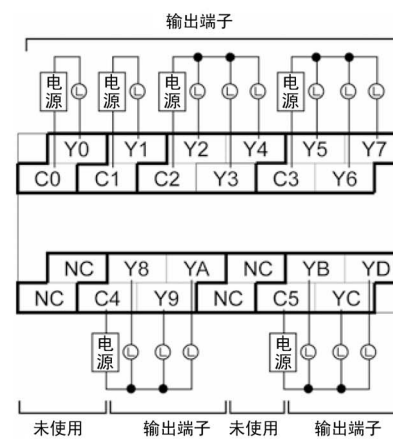 输出端子
电源 L 电源 L 电源 L L L 电源 L L L
Y0 Y1 Y2 Y4 Y5 Y7
C0 C1 C2 Y3 C3 Y6
NC Y8 YA NC YB YD
NC C4 Y9 NC C5 YC
电源 L L L 电源 L L L
未使用 输出端子 未使用 输出端子